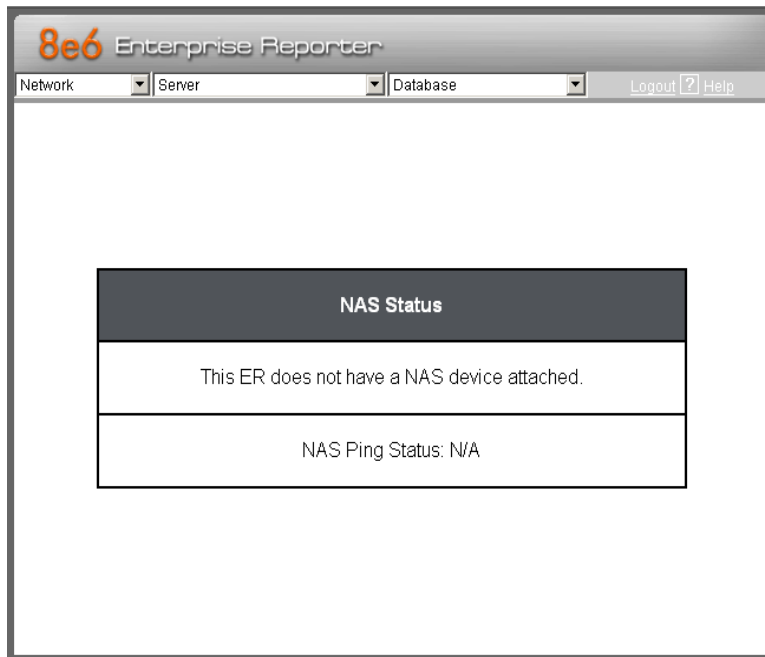 8e6 Enterprise Reporter
Network Server Database Logout ? Help
NAS Status
This ER does not have a NAS device attached.
NAS Ping Status: N/A